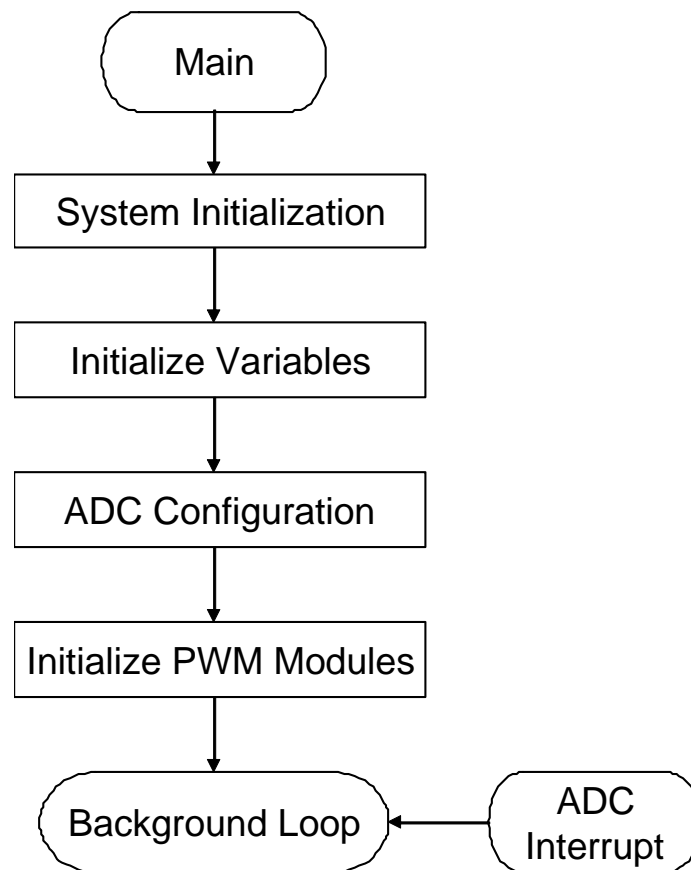 Main
System Initialization
Initialize Variables
ADC Configuration
Initialize PWM Modules
Background Loop
ADC
Interrupt